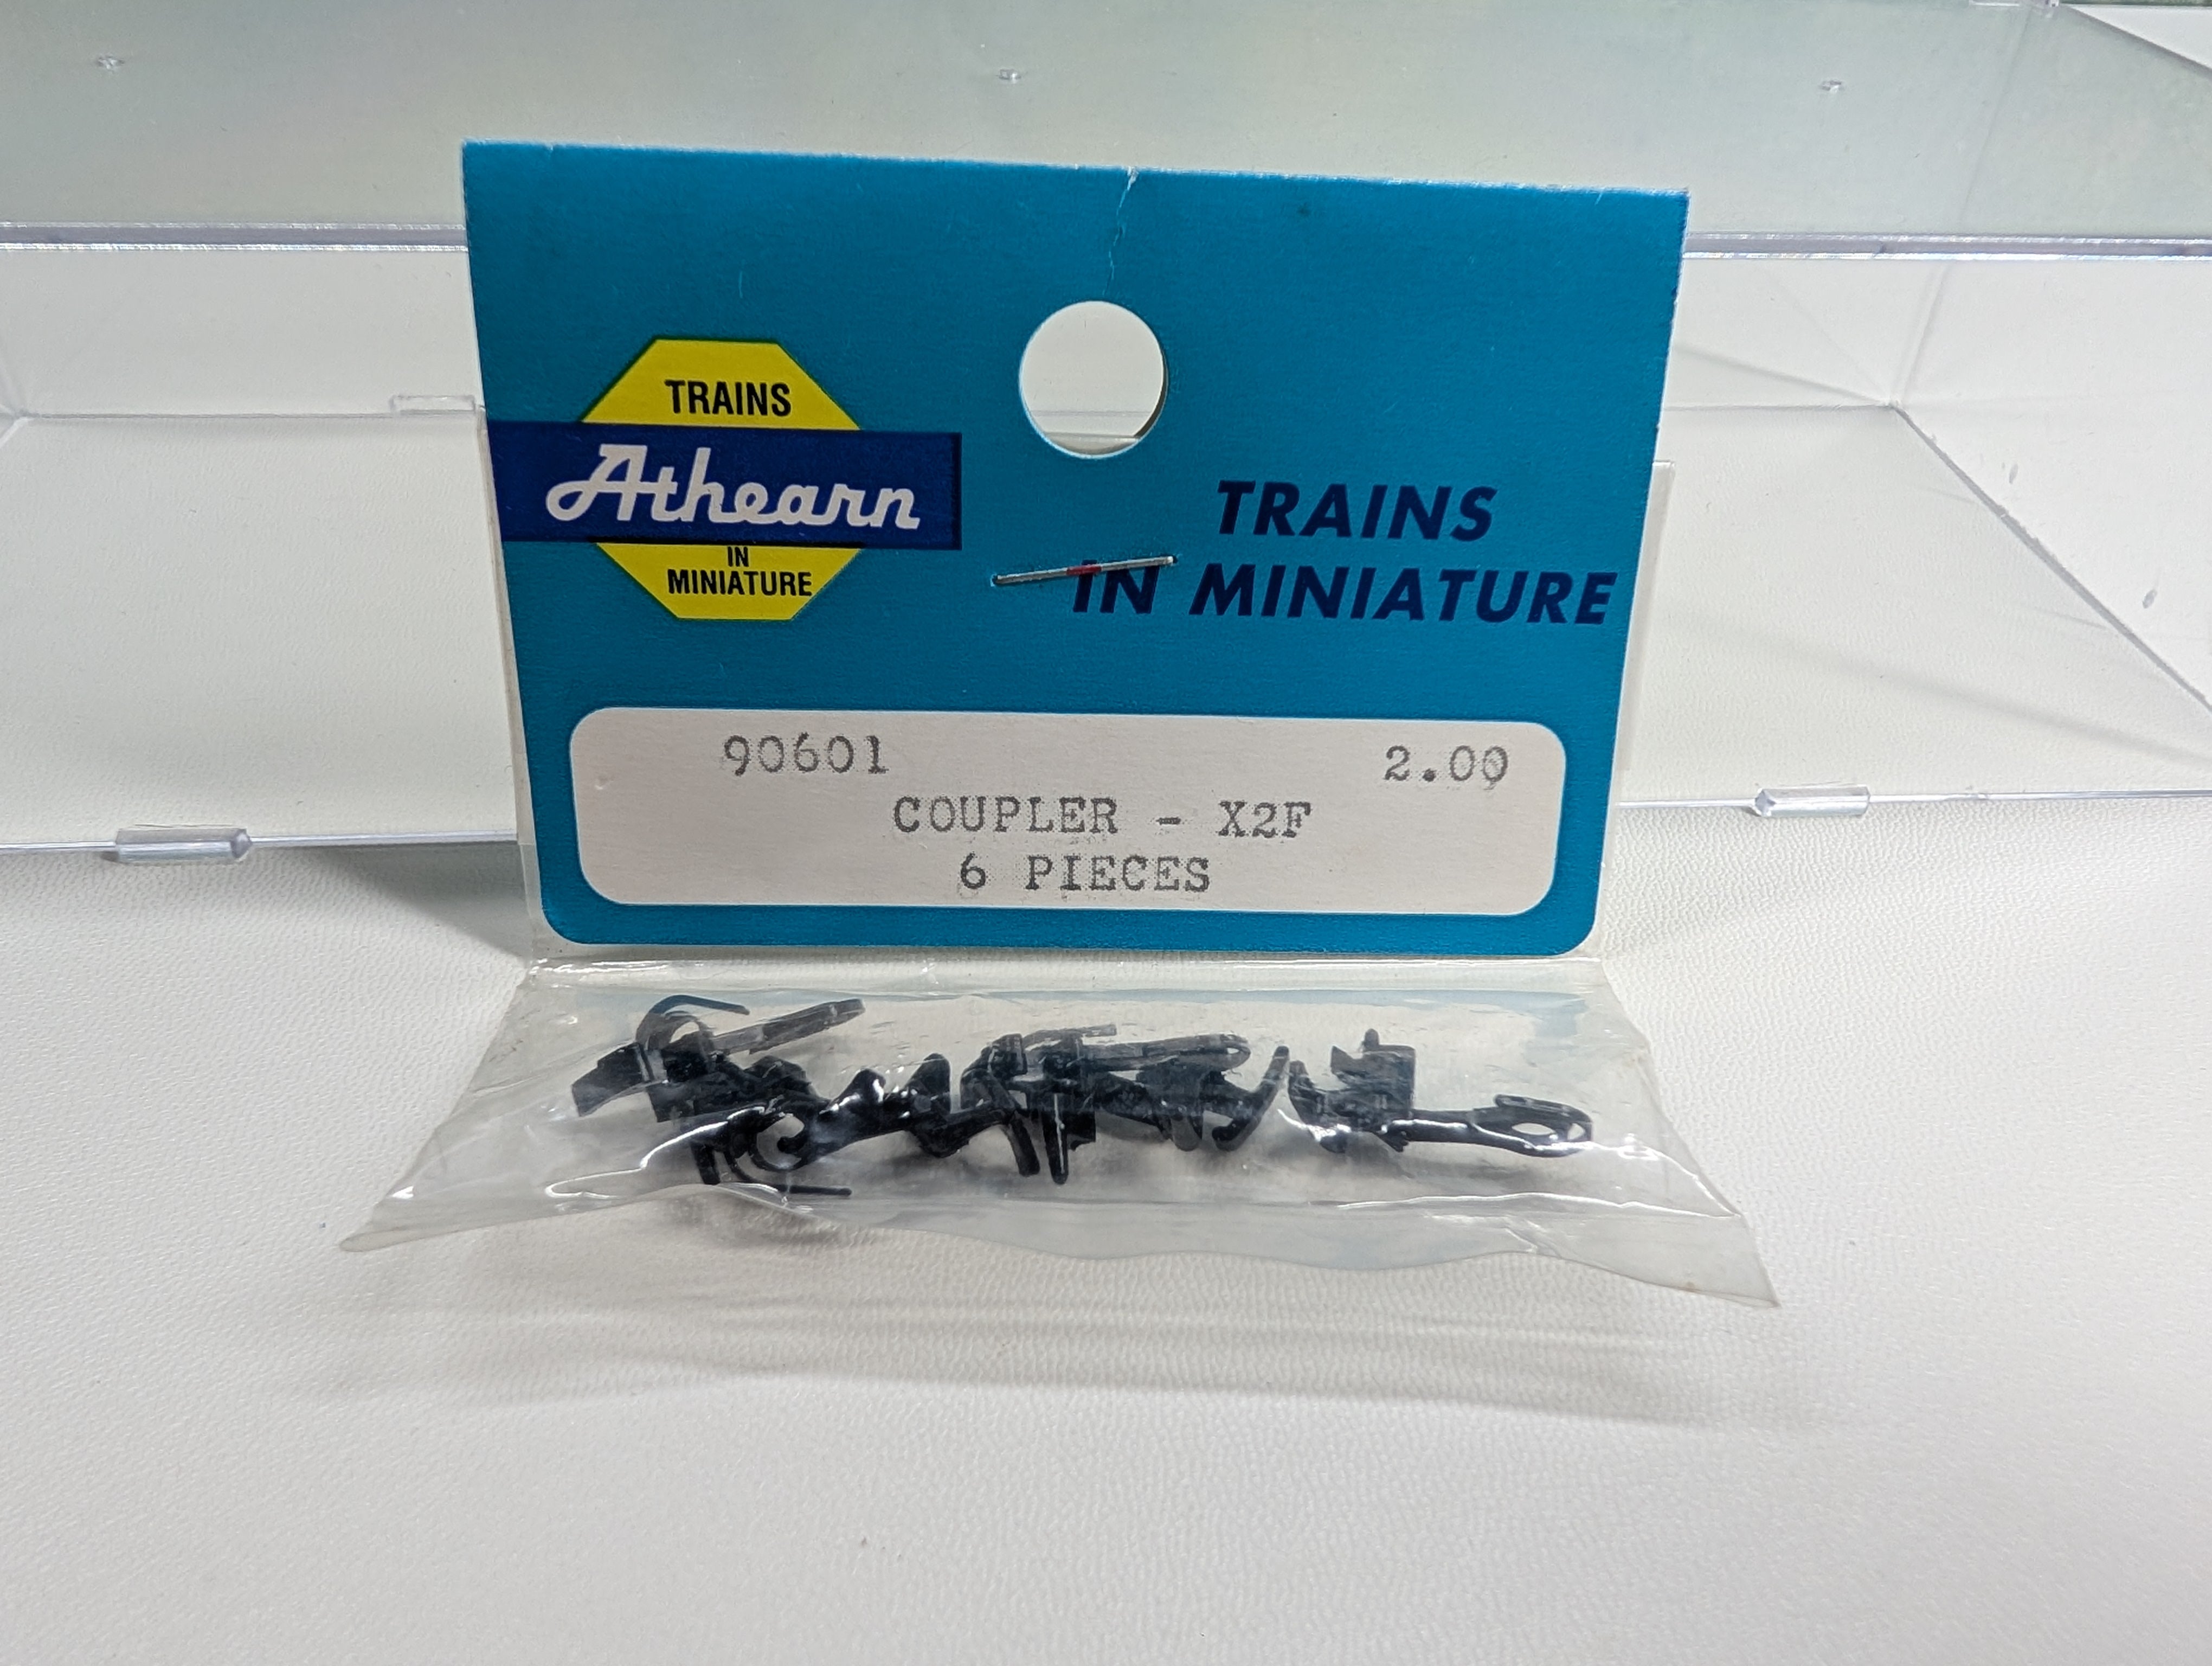 TRAINS
Athearn
IN
MINIATURE
TRAINS
IN MINIATURE
90601 2.00
COUPLER - X2F
6 PIECES